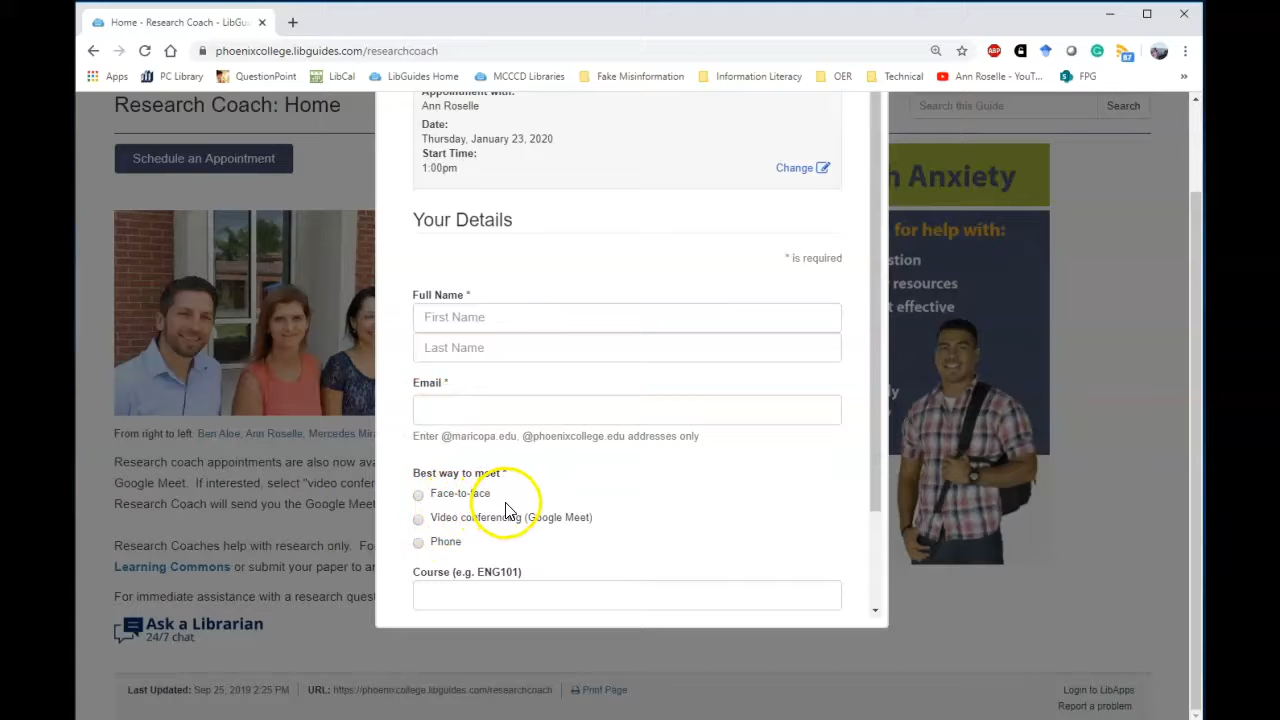 Home - Research Coach - LibGui
phoenixcollege.libguides.com/researchcoach
ABP
87
Apps
PC Library
QuestionPoint
LibCal
LibGuides Home
MCCCD Libraries
Fake Misinformation
Information Literacy
OER
Technical
Ann Roselle - YouT...
FPG
»
Research Coach: Home
Search this Guide
Search
Schedule an Appointment
Appointment with:
Ann Roselle
Date:
Thursday, January 23, 2020
Start Time:
1:00pm
Change
Your Details
* is required
Full Name *
First Name
Last Name
Email *
Enter @maricopa.edu, @phoenixcollege.edu addresses only
Best way to meet *
Face-to-face
Video conferencing (Google Meet)
Phone
Course (e.g. ENG101)
Anxiety
for help with:
stion
resources
t effective
From right to left: Ben Aloe, Ann Roselle, Mercedes Mir
Research coach appointments are also now ava
Google Meet. If interested, select "video confer
Research Coach will send you the Google Meet
Research Coaches help with research only. Fo
Learning Commons or submit your paper to an
For immediate assistance with a research ques
Ask a Librarian
24/7 chat
Last Updated: Sep 25, 2019 2:25 PM
URL: https://phoenixcollege.libguides.com/researchcoach
Print Page
Login to LibApps
Report a problem